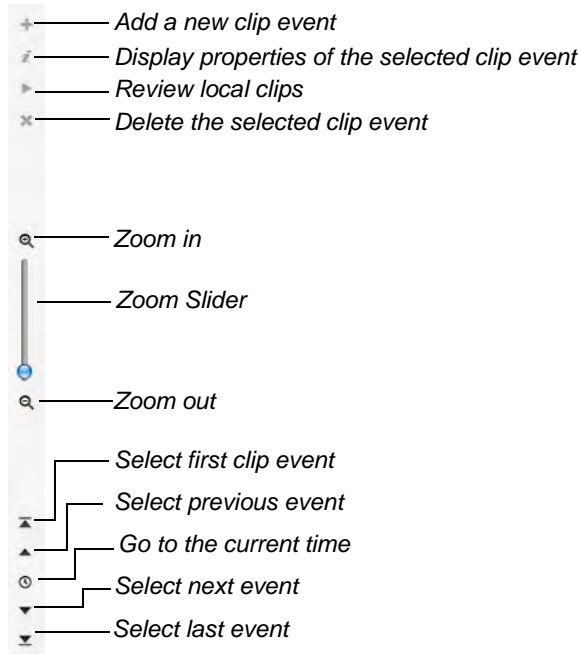 Add a new clip event
Display properties of the selected clip event
Review local clips
Delete the selected clip event
Zoom in
Zoom Slider
Zoom out
Select first clip event
Select previous event
Go to the current time
Select next event
Select last event